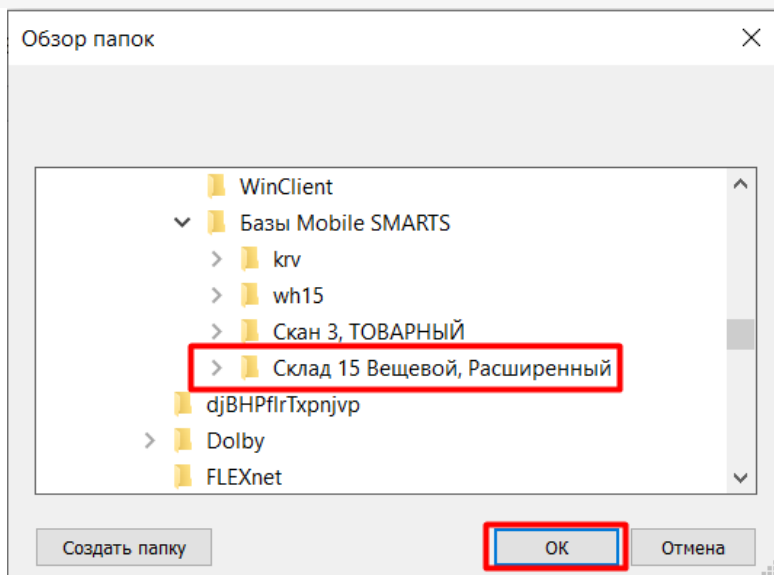 Обзор папок
WinClient
Базы Mobile SMARTS
krv
wh15
Скан 3, ТОВАРНЫЙ
Склад 15 Вещевой, Расширенный
djBHPflrTxpnjvp
Dolby
FLEXnet
Создать папку
ОК
Отмена